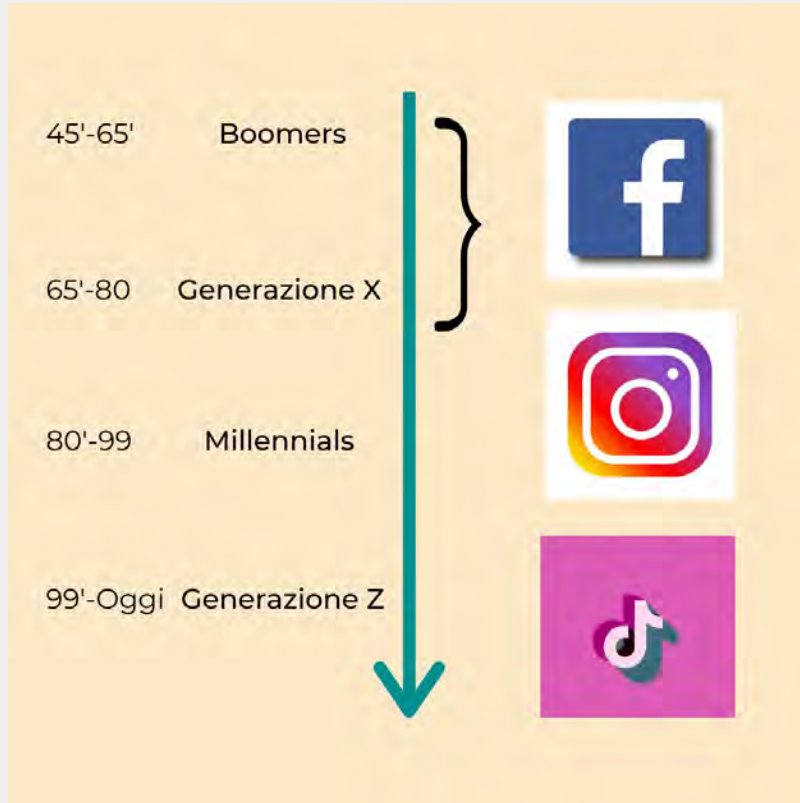 45'-65' Boomers
65'-80 Generazione X
80'-99 Millennials
99'-Oggi Generazione Z